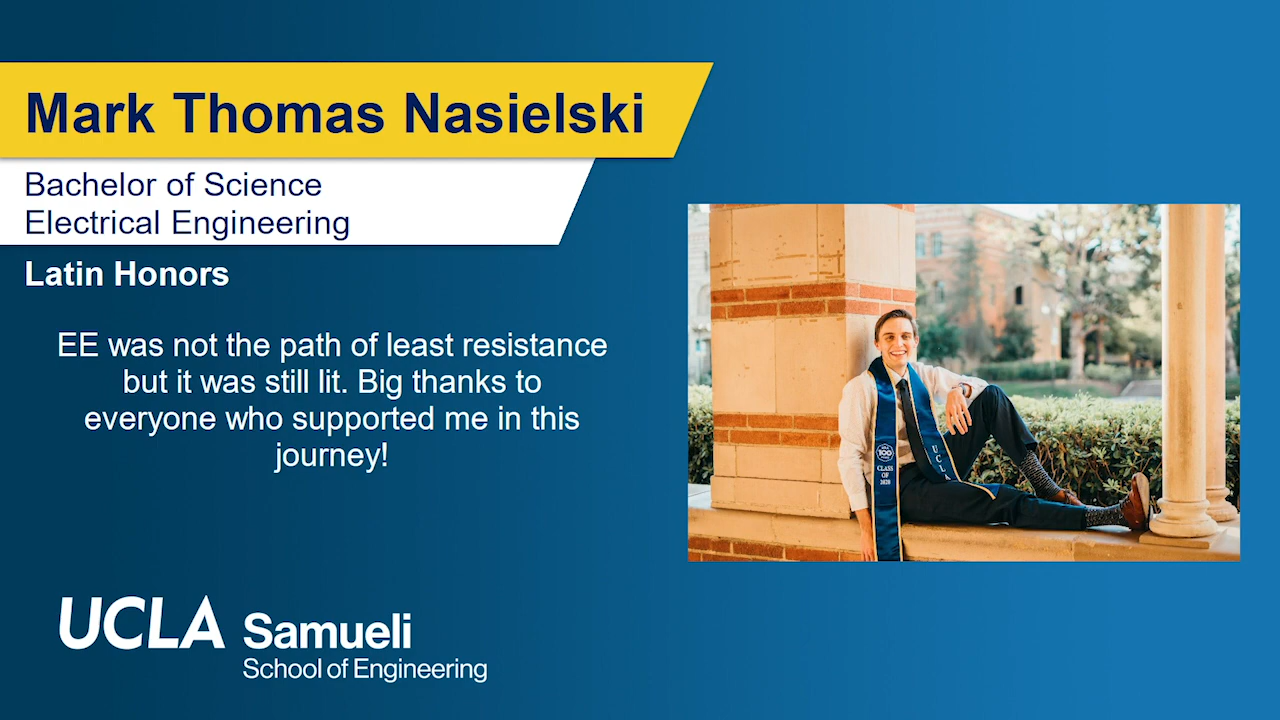 Mark Thomas Nasielski
Bachelor of Science
Electrical Engineering
Latin Honors
EE was not the path of least resistance
but it was still lit. Big thanks to
everyone who supported me in this
journey!
UCLA
100
CLASS
OF
2020
UCLA Samueli
School of Engineering